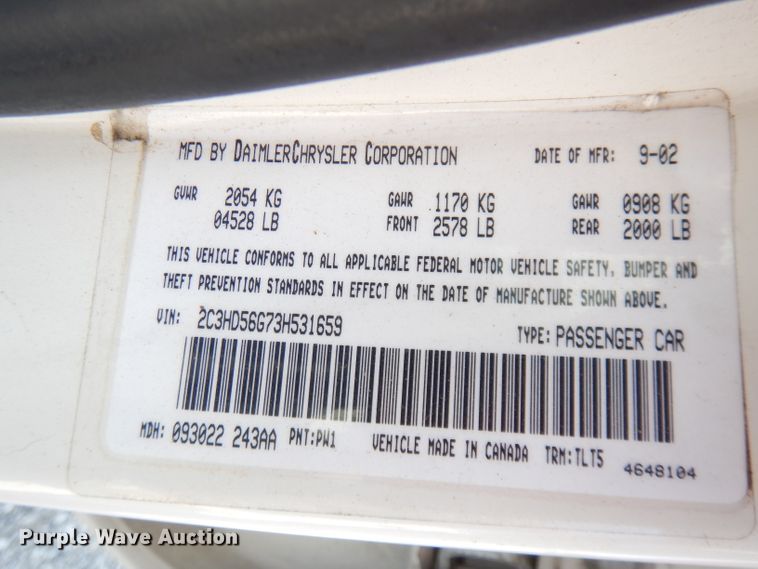 MFD BY DAIMLERCHRYSLER CORPORATION DATE OF MFR: 9-02
GVWR 2054 KG GAWR 1170 KG GAWR 0908 KG
04528 LB FRONT 2578 LB REAR 2000 LB
THIS VEHICLE CONFORMS TO ALL APPLICABLE FEDERAL MOTOR VEHICLE SAFETY, BUMPER AND
THEFT PREVENTION STANDARDS IN EFFECT ON THE DATE OF MANUFACTURE SHOWN ABOVE.
VIN: 2C3HD56G73H531659 TYPE: PASSENGER CAR
MDH: 093022 243AA PNT: PW1 VEHICLE MADE IN CANADA TRM: TLT5
4648104
Purple Wave Auction